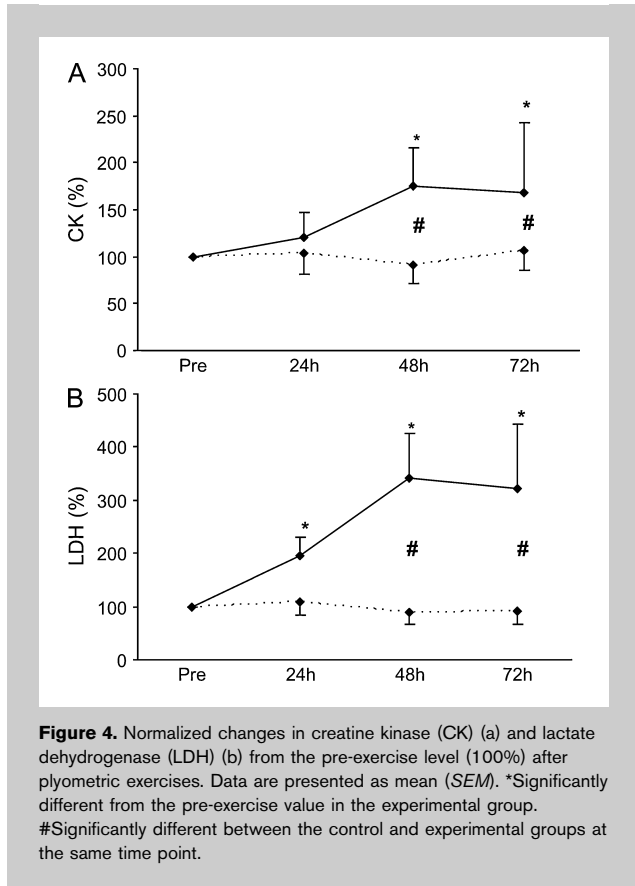 A
300
250
200
150
100
50
0
CK (%)
*
*
#
#
Pre 24h 48h 72h
B
500
400
300
200
100
0
LDH (%)
*
*
*
#
#
Pre 24h 48h 72h
Figure 4. Normalized changes in creatine kinase (CK) (a) and lactate
dehydrogenase (LDH) (b) from the pre-exercise level (100%) after
plyometric exercises. Data are presented as mean (SEM). *Significantly
different from the pre-exercise value in the experimental group.
#Significantly different between the control and experimental groups at
the same time point.